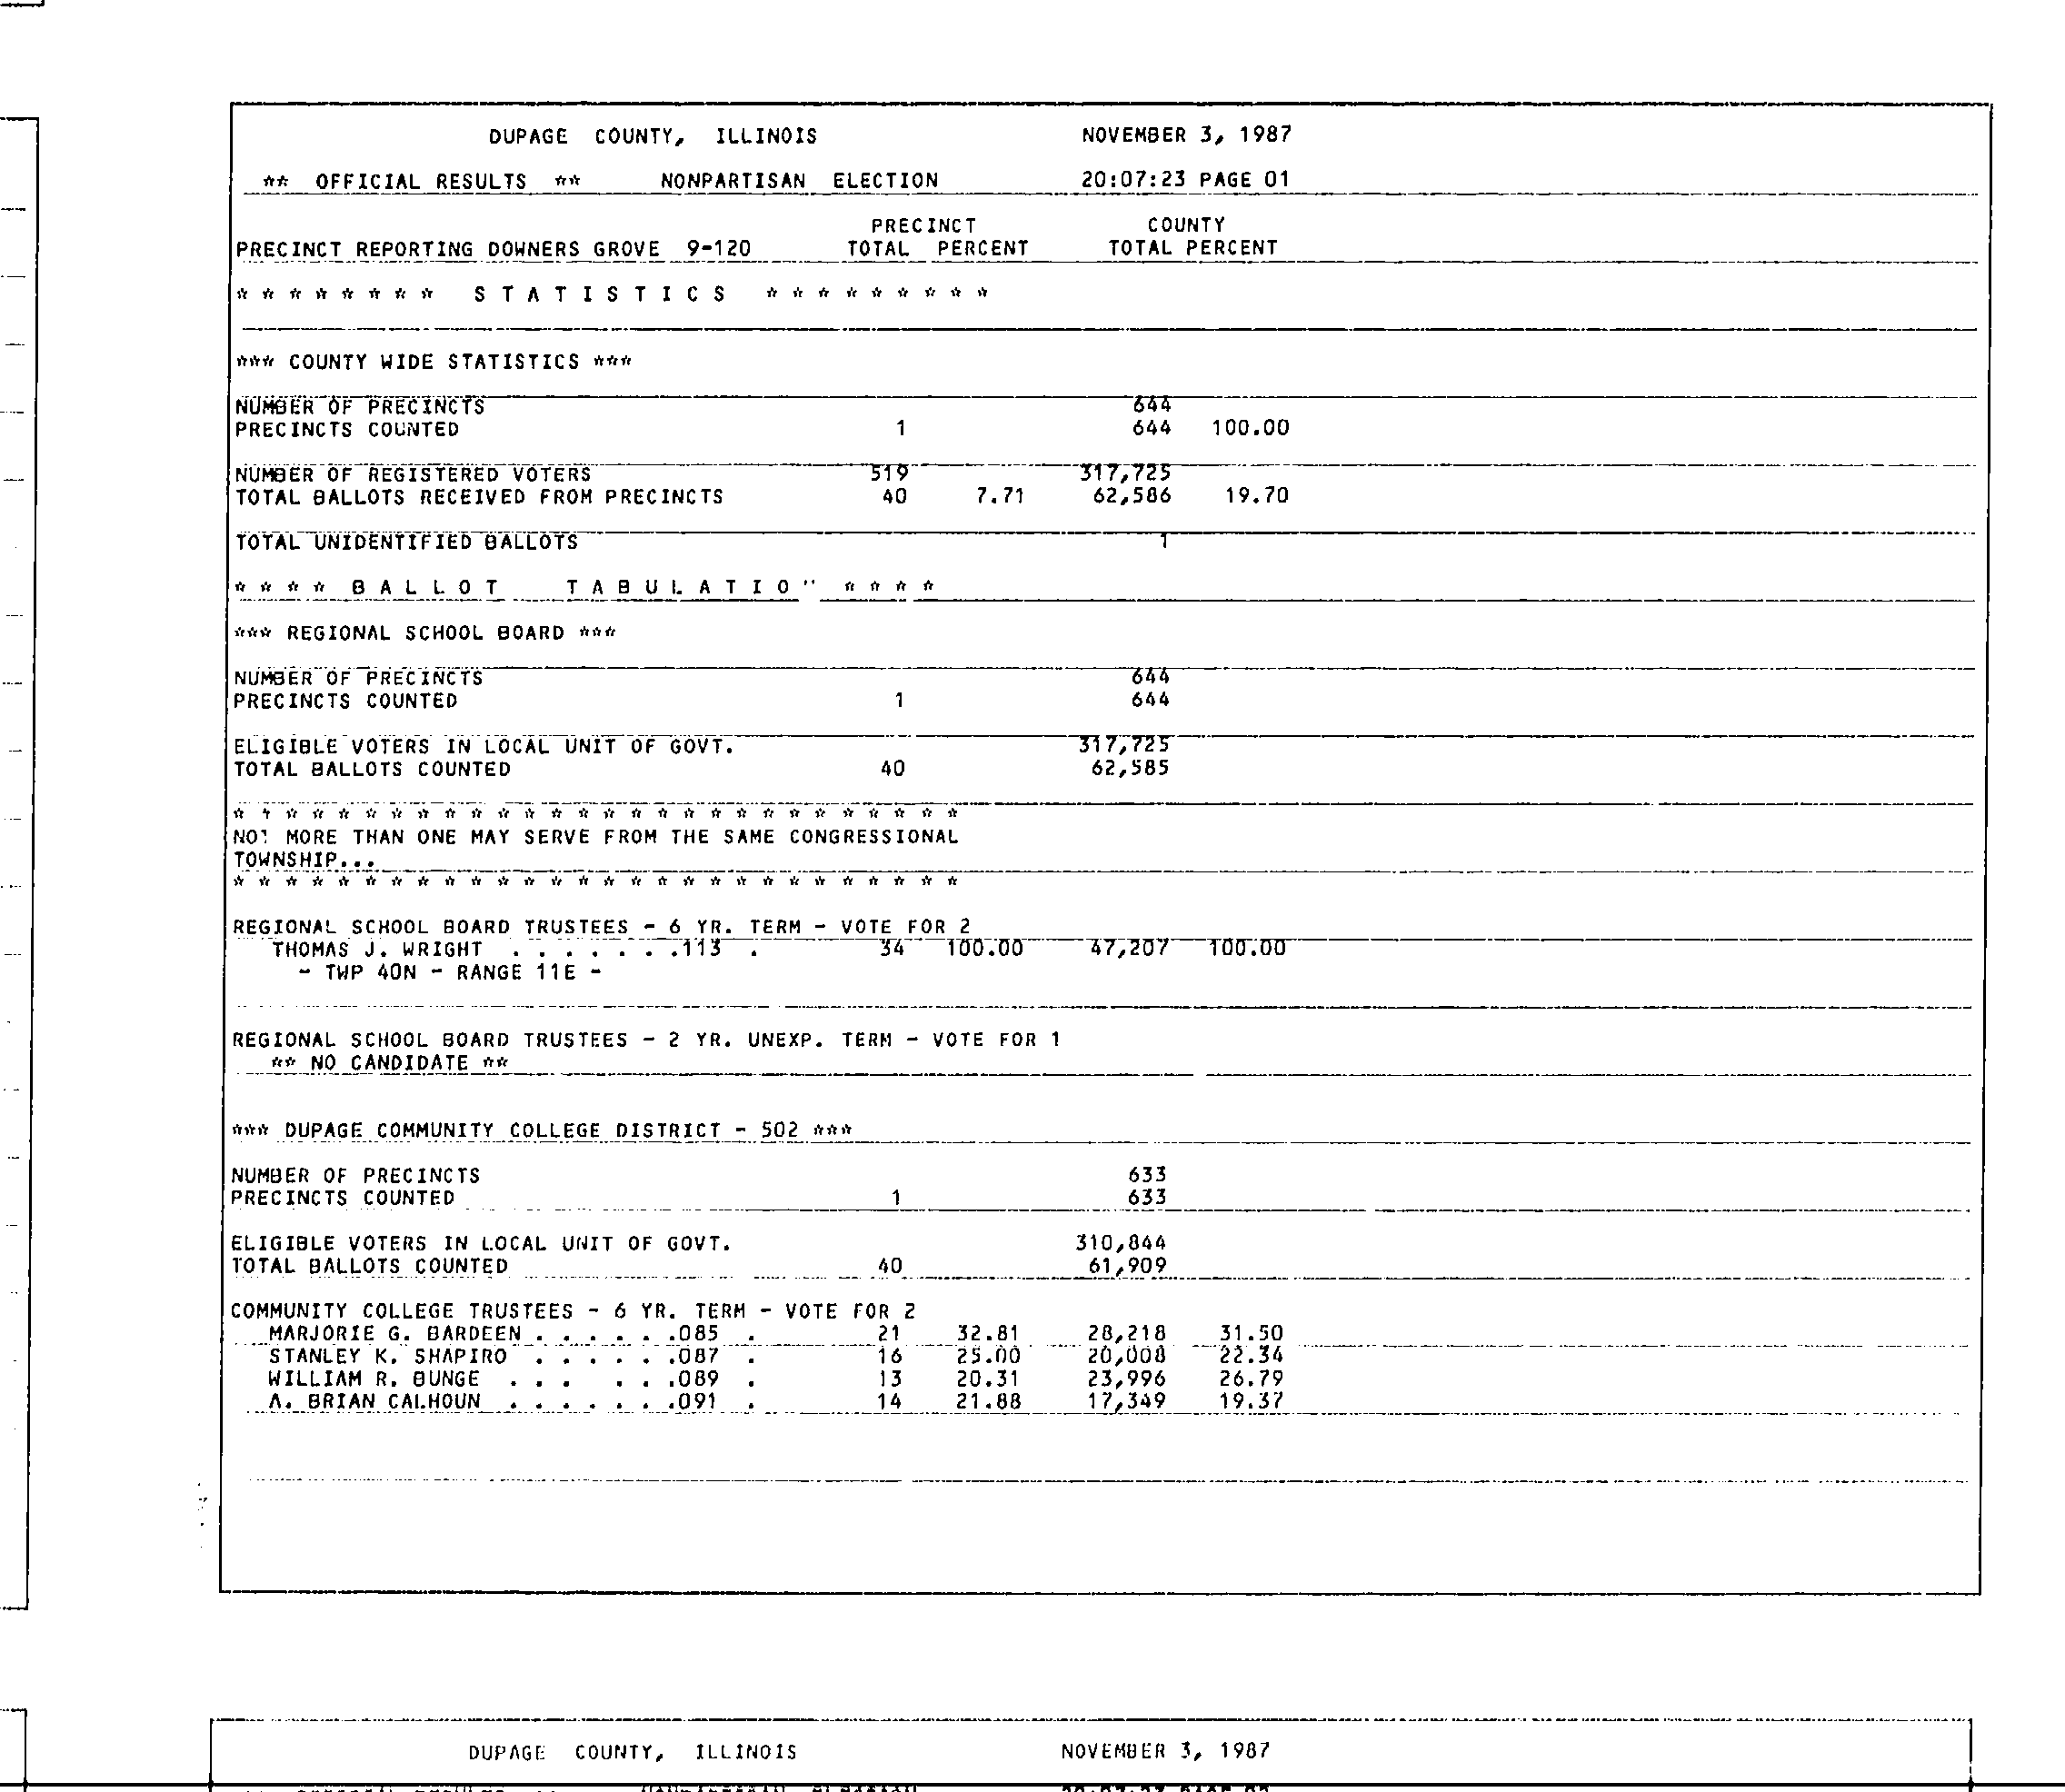 DUPAGE COUNTY, ILLINOIS NOVEMBER 3, 1987
** OFFICIAL RESULTS ** NONPARTISAN ELECTION 20:07:23 PAGE 01
PRECINCT COUNTY
PRECINCT REPORTING DOWNERS GROVE 9-120 TOTAL PERCENT TOTAL PERCENT
* * * * * * * * S T A T I S T I C S * * * * * * * * *
*** COUNTY WIDE STATISTICS ***
NUMBER OF PRECINCTS 644
PRECINCTS COUNTED 1 644 100.00
NUMBER OF REGISTERED VOTERS 519 317,725
TOTAL BALLOTS RECEIVED FROM PRECINCTS 40 7.71 62,586 19.70
TOTAL UNIDENTIFIED BALLOTS 1
* * * * B A L L O T T A B U L A T I O " * * * *
*** REGIONAL SCHOOL BOARD ***
NUMBER OF PRECINCTS 644
PRECINCTS COUNTED 1 644
ELIGIBLE VOTERS IN LOCAL UNIT OF GOVT. 317,725
TOTAL BALLOTS COUNTED 40 62,585
* * * * * * * * * * * * * * * * * * * * * * * * * * * *
NOT MORE THAN ONE MAY SERVE FROM THE SAME CONGRESSIONAL
TOWNSHIP...
* * * * * * * * * * * * * * * * * * * * * * * * * * * *
REGIONAL SCHOOL BOARD TRUSTEES - 6 YR. TERM - VOTE FOR 2
THOMAS J. WRIGHT . . . . . . .113 . 34 100.00 47,207 100.00
- TWP 40N - RANGE 11E -
REGIONAL SCHOOL BOARD TRUSTEES - 2 YR. UNEXP. TERM - VOTE FOR 1
** NO CANDIDATE **
*** DUPAGE COMMUNITY COLLEGE DISTRICT - 502 ***
NUMBER OF PRECINCTS 633
PRECINCTS COUNTED 1 633
ELIGIBLE VOTERS IN LOCAL UNIT OF GOVT. 310,844
TOTAL BALLOTS COUNTED 40 61,909
COMMUNITY COLLEGE TRUSTEES - 6 YR. TERM - VOTE FOR 2
MARJORIE G. BARDEEN . . . . . .085 . 21 32.81 28,218 31.50
STANLEY K. SHAPIRO . . . . . .087 . 16 25.00 20,008 22.34
WILLIAM R. BUNGE . . . . . .089 . 13 20.31 23,996 26.79
A. BRIAN CALHOUN . . . . . . .091 . 14 21.88 17,349 19.37
DUPAGE COUNTY, ILLINOIS NOVEMBER 3, 1987